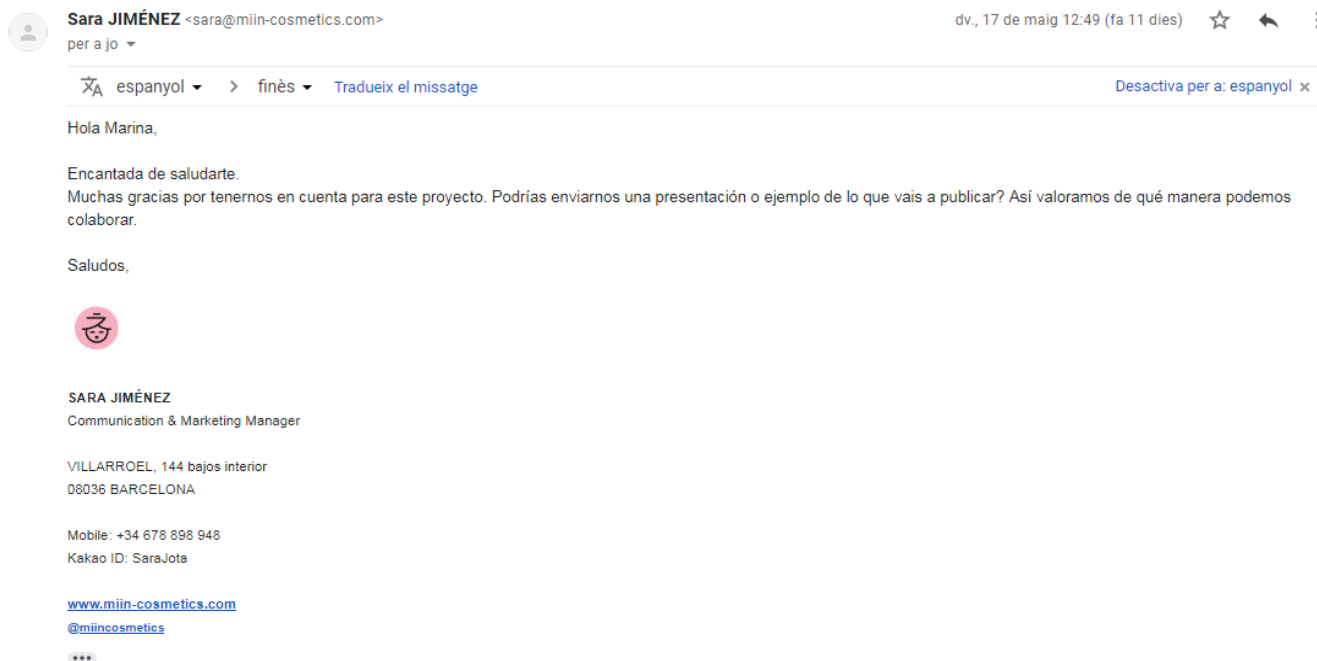 Sara JIMÉNEZ <sara@miin-cosmetics.com>
dv., 17 de maig 12:49 (fa 11 dies)
per a jo
espanyol > finès Tradueix el missatge
Desactiva per a: espanyol ×
Hola Marina,
Encantada de saludarte.
Muchas gracias por tenernos en cuenta para este proyecto. Podrías enviarnos una presentación o ejemplo de lo que vais a publicar? Así valoramos de qué manera podemos
colaborar.
Saludos,
SARA JIMÉNEZ
Communication & Marketing Manager
VILLARROEL, 144 bajos interior
08036 BARCELONA
Mobile: +34 678 898 948
Kakao ID: SaraJota
www.miin-cosmetics.com
@miincosmetics